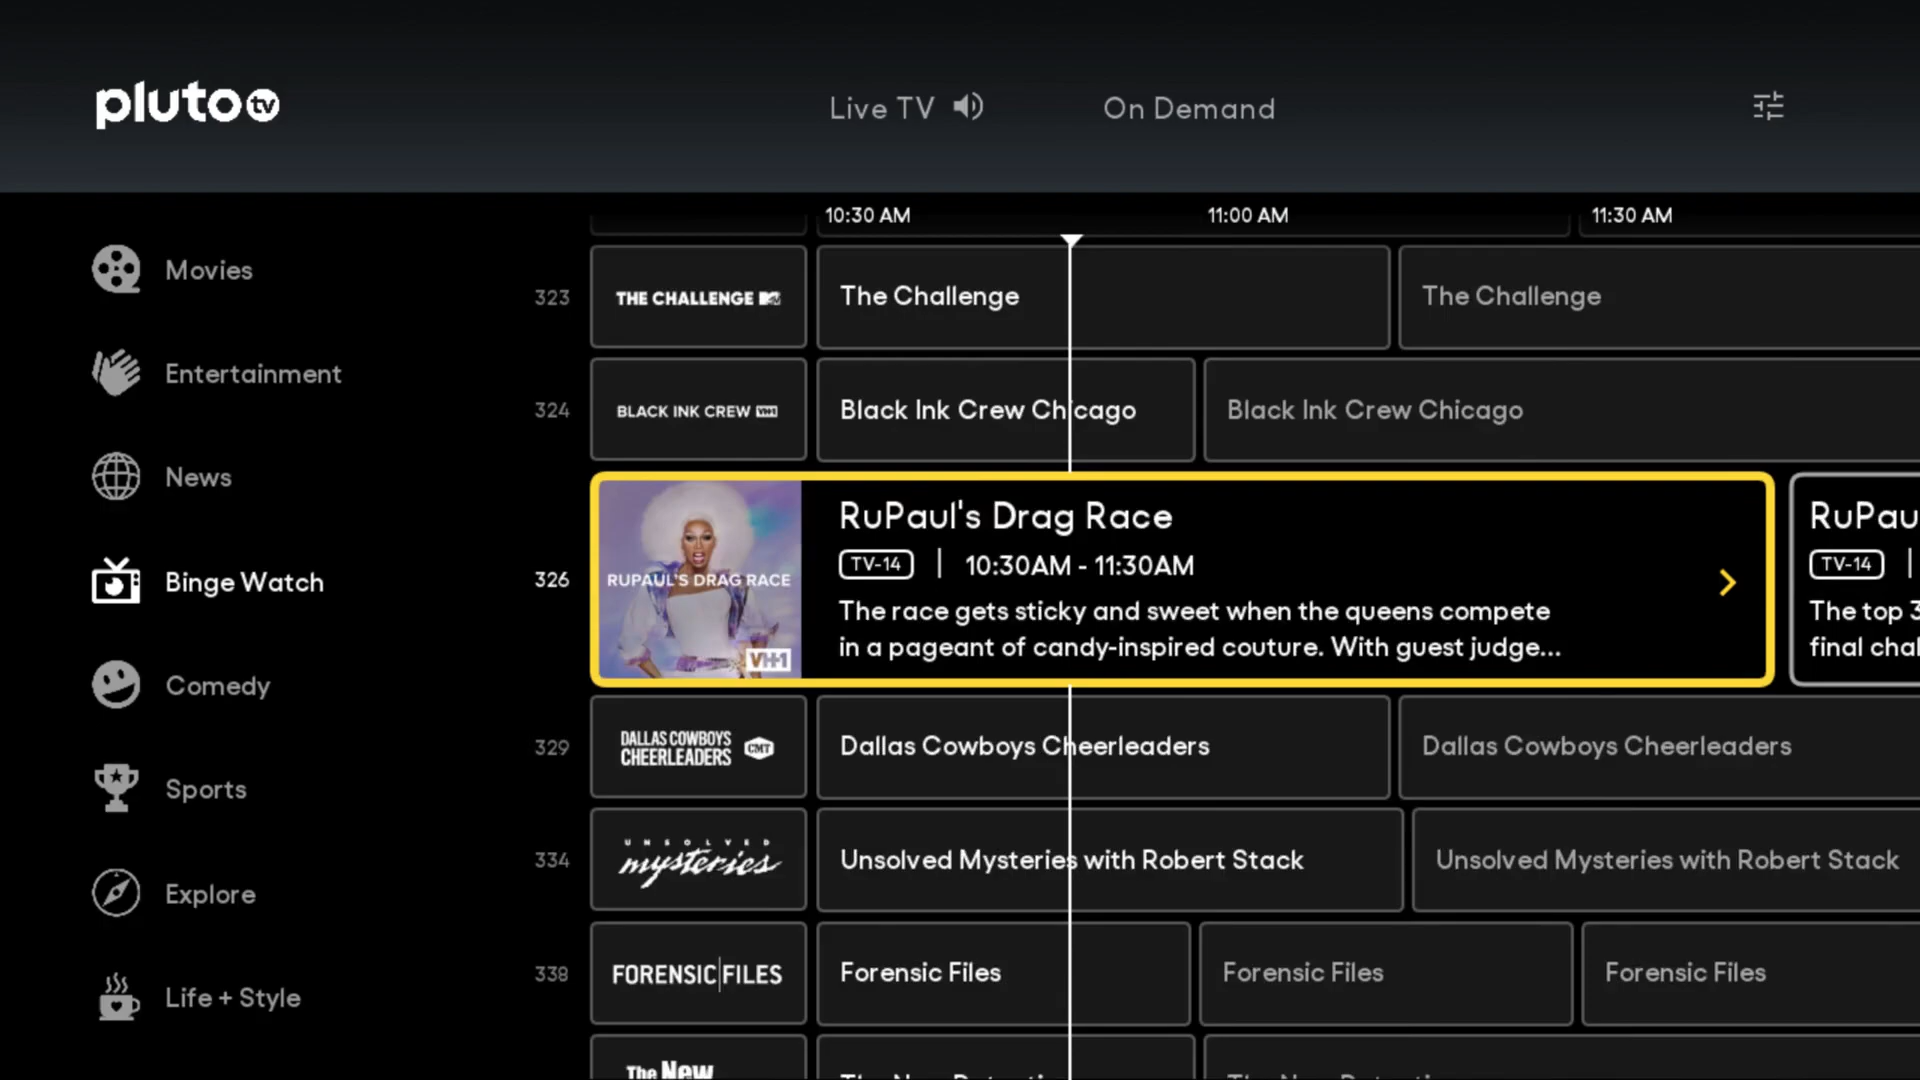 pluto tv
Live TV
On Demand
10:30 AM
11:00 AM
11:30 AM
Movies
Entertainment
News
Binge Watch
Comedy
Sports
Explore
Life + Style
323
THE CHALLENGE MTV
The Challenge
The Challenge
324
BLACK INK CREW VH1
Black Ink Crew Chicago
Black Ink Crew Chicago
326
RUPAUL'S DRAG RACE
VH1
RuPaul's Drag Race
TV-14 | 10:30AM - 11:30AM
The race gets sticky and sweet when the queens compete
in a pageant of candy-inspired couture. With guest judge...
RuPau
TV-14 |
The top 3
final chal
329
DALLAS COWBOYS
CHEERLEADERS
CMT
Dallas Cowboys Cheerleaders
Dallas Cowboys Cheerleaders
334
UNSOLVED
mysteries
Unsolved Mysteries with Robert Stack
Unsolved Mysteries with Robert Stack
338
FORENSIC FILES
Forensic Files
Forensic Files
Forensic Files
The New